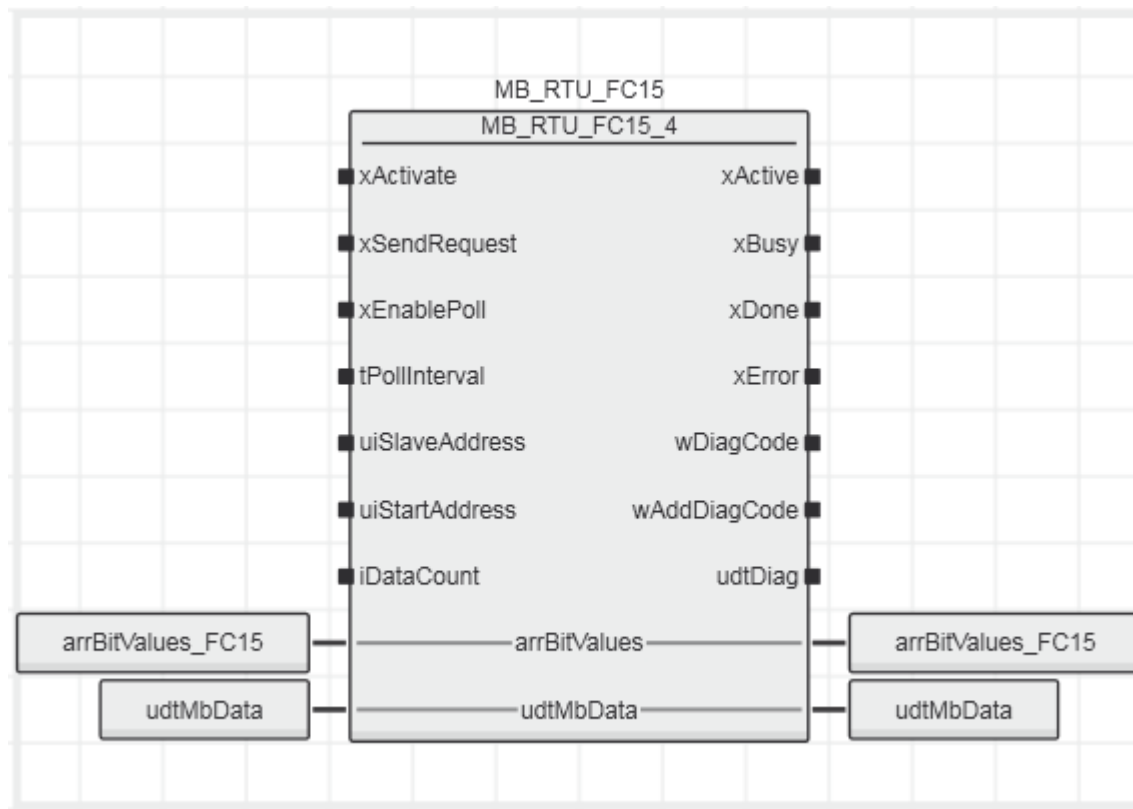 MB_RTU_FC15
MB_RTU_FC15_4
xActivate xActive
xSendRequest xBusy
xEnablePoll xDone
tPollInterval xError
uiSlaveAddress wDiagCode
uiStartAddress wAddDiagCode
iDataCount udtDiag
arrBitValues_FC15 arrBitValues arrBitValues_FC15
udtMbData udtMbData udtMbData